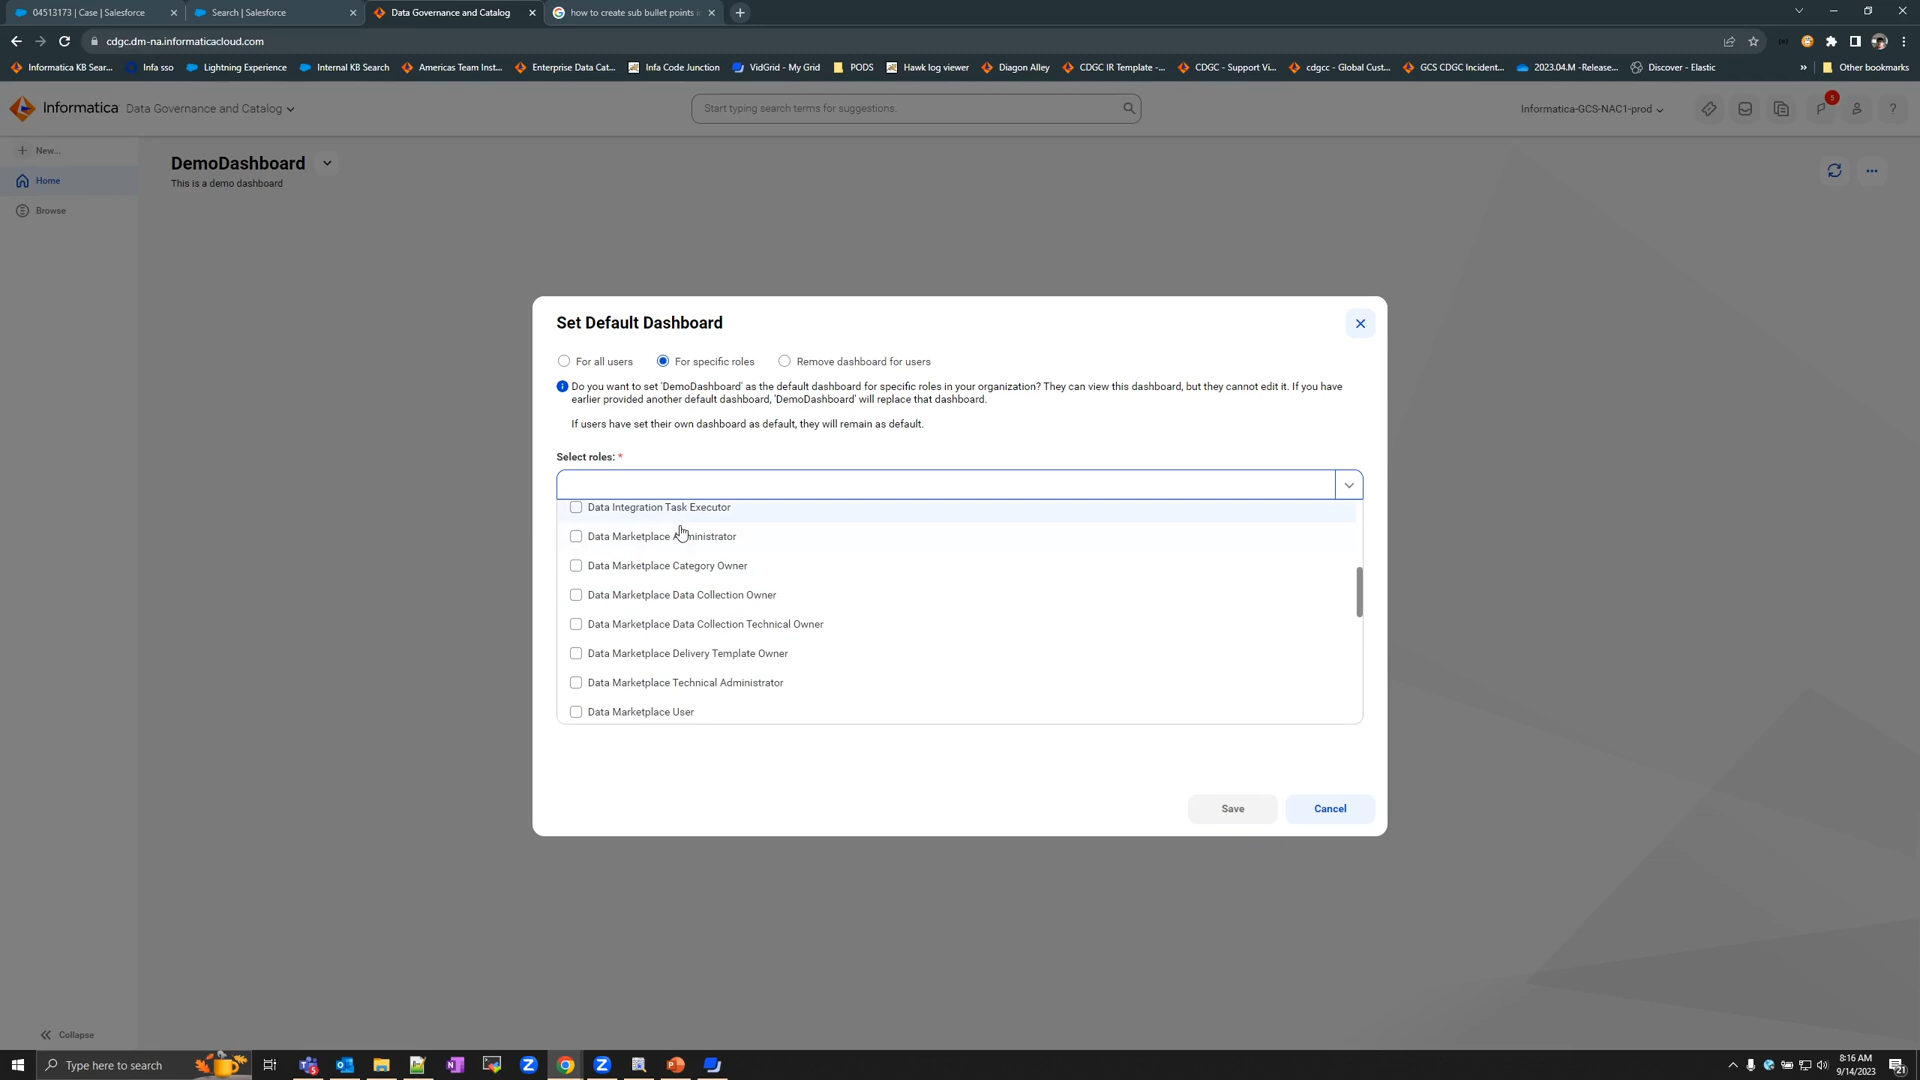 04513173 | Case | Salesforce
Search | Salesforce
Data Governance and Catalog
how to create sub bullet points i
cdgc.dm-na.informaticacloud.com
Informatica KB Sear...
Infa sso
Lightning Experience
Internal KB Search
Americas Team Inst...
Enterprise Data Cat...
Infa Code Junction
VidGrid - My Grid
PODS
Hawk log viewer
Diagon Alley
CDGC IR Template -...
CDGC - Support Vi...
cdgcc - Global Cust...
GCS CDGC Incident...
2023.04.M -Release...
Discover - Elastic
»
Other bookmarks
Informatica
Data Governance and Catalog
Start typing search terms for suggestions.
Informatica-GCS-NAC1-prod
5
?
New...
Home
Browse
DemoDashboard
This is a demo dashboard
Set Default Dashboard
For all users
For specific roles
Remove dashboard for users
Do you want to set 'DemoDashboard' as the default dashboard for specific roles in your organization? They can view this dashboard, but they cannot edit it. If you have
earlier provided another default dashboard, 'DemoDashboard' will replace that dashboard.
If users have set their own dashboard as default, they will remain as default.
Select roles: *
Data Integration Task Executor
Data Marketplace Administrator
Data Marketplace Category Owner
Data Marketplace Data Collection Owner
Data Marketplace Data Collection Technical Owner
Data Marketplace Delivery Template Owner
Data Marketplace Technical Administrator
Data Marketplace User
Save
Cancel
Collapse
Type here to search
8:16 AM
9/14/2023
21